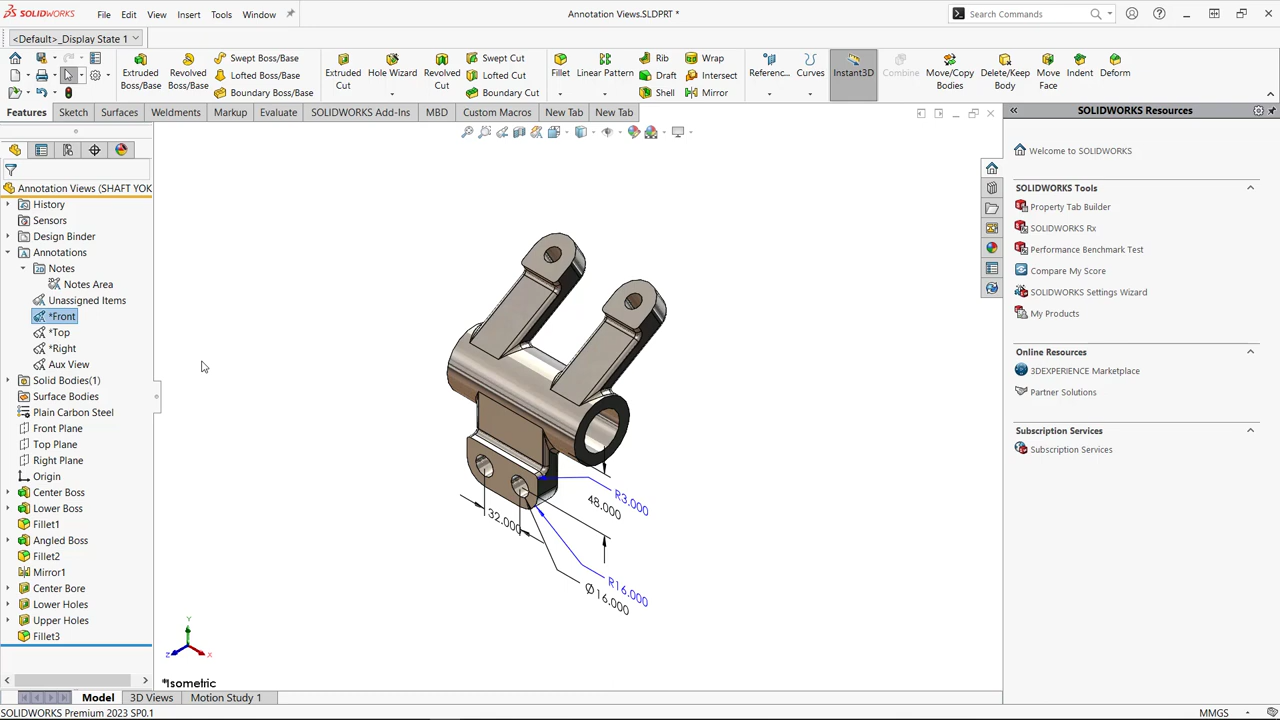 SOLIDWORKS File Edit View Insert Tools Window Annotation Views.SLDPRT * Search Commands
<Default>_Display State 1
Extruded Boss/Base
Revolved Boss/Base
Swept Boss/Base
Lofted Boss/Base
Boundary Boss/Base
Extruded Cut
Hole Wizard
Revolved Cut
Swept Cut
Lofted Cut
Boundary Cut
Fillet
Linear Pattern
Rib
Draft
Shell
Wrap
Intersect
Mirror
Referenc...
Curves
Instant3D
Combine
Move/Copy Bodies
Delete/Keep Body
Move Face
Indent
Deform
Features Sketch Surfaces Weldments Markup Evaluate SOLIDWORKS Add-Ins MBD Custom Macros New Tab New Tab
Annotation Views (SHAFT YOK
History
Sensors
Design Binder
Annotations
Notes
Notes Area
Unassigned Items
*Front
*Top
*Right
Aux View
Solid Bodies(1)
Surface Bodies
Plain Carbon Steel
Front Plane
Top Plane
Right Plane
Origin
Center Boss
Lower Boss
Fillet1
Angled Boss
Fillet2
Mirror1
Center Bore
Lower Holes
Upper Holes
Fillet3
R3.000
48.000
32.000
R16.000
Ø16.000
Y
Z
X
*Isometric
SOLIDWORKS Resources
Welcome to SOLIDWORKS
SOLIDWORKS Tools
Property Tab Builder
SOLIDWORKS Rx
Performance Benchmark Test
Compare My Score
SOLIDWORKS Settings Wizard
My Products
Online Resources
3DEXPERIENCE Marketplace
Partner Solutions
Subscription Services
Subscription Services
Model 3D Views Motion Study 1
SOLIDWORKS Premium 2023 SP0.1 MMGS